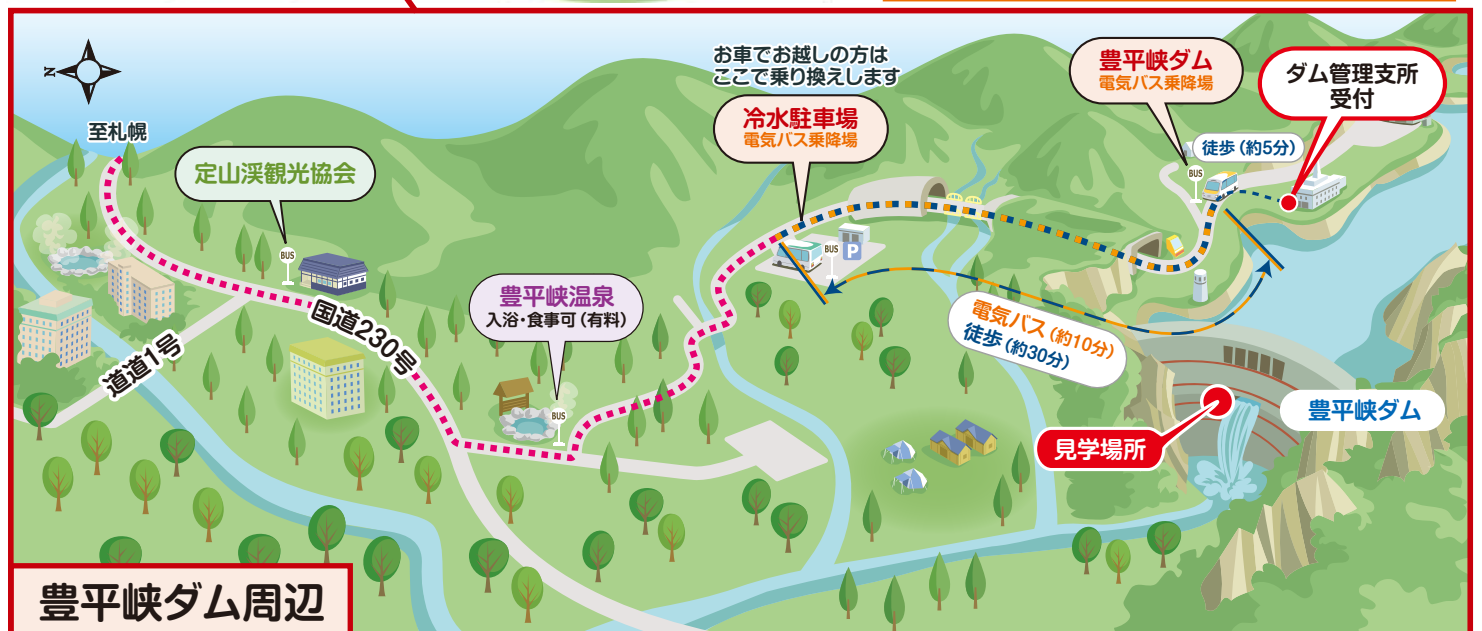 N
至札幌
定山渓観光協会
BUS
お車でお越しの方は
ここで乗り換えします
冷水駐車場
電気バス乗降場
豊平峡ダム
電気バス乗降場
ダム管理支所
受付
徒歩（約5分）
BUS
BUS
P
豊平峡温泉
入浴・食事可（有料）
BUS
国道230号
道道1号
電気バス（約10分）
徒歩（約30分）
豊平峡ダム
見学場所
豊平峡ダム周辺